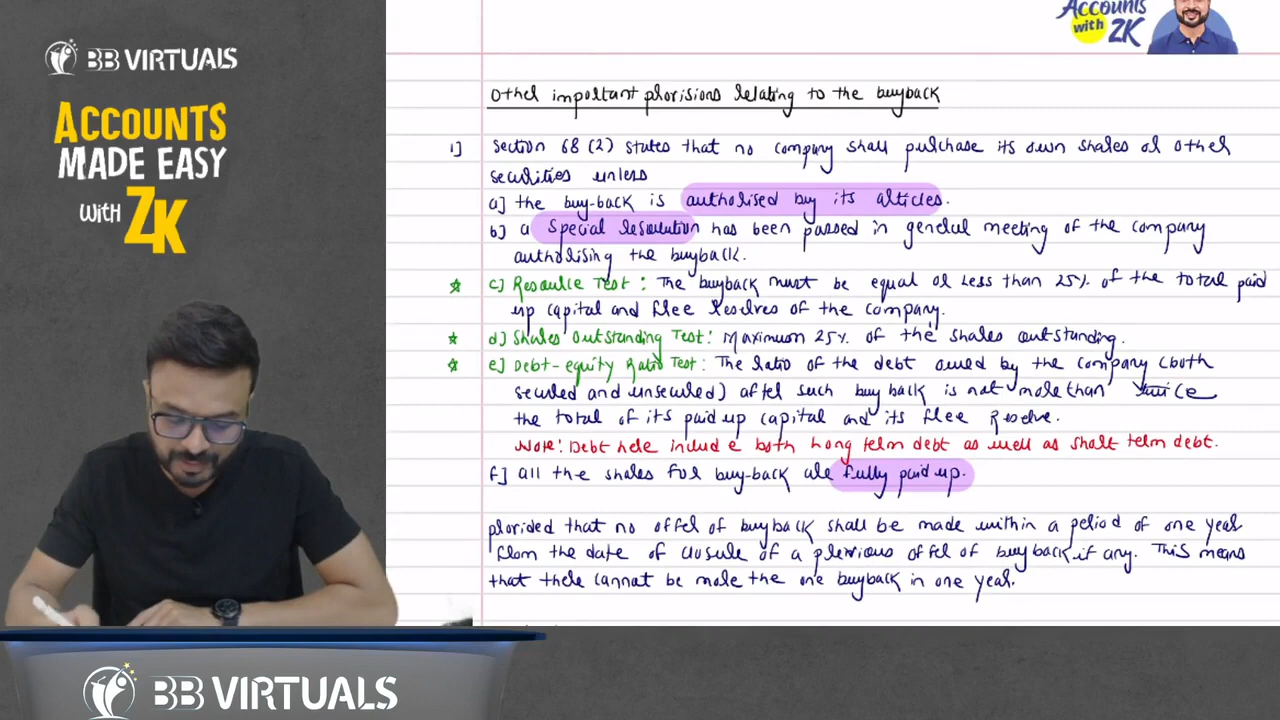 BB VIRTUALS
ACCOUNTS
MADE EASY
with ZK
Accounts
with ZK
Other important provisions relating to the buyback
1] Section 68 (2) states that no company shall purchase its own shares or other
securities unless
a] the buy-back is authorised by its articles.
b] a special resolution has been passed in general meeting of the company
authorising the buyback.
☆ c] Resource Test: The buyback must be equal or less than 25% of the total paid
up capital and free reserves of the company.
☆ d] Shares Outstanding Test: Maximum 25% of the shares outstanding.
☆ e] Debt-equity Ratio Test: The ratio of the debt owed by the company (both
secured and unsecured) after such buy back is not more than twice
the total of its paid up capital and its free Reserve.
Note: Debt here include both long term debt as well as short term debt.
f] all the shares for buy-back are fully paid up.
provided that no offer of buyback shall be made within a period of one year
from the date of closure of a previous offer of buyback if any. This means
that there cannot be more the one buyback in one year.
BB VIRTUALS